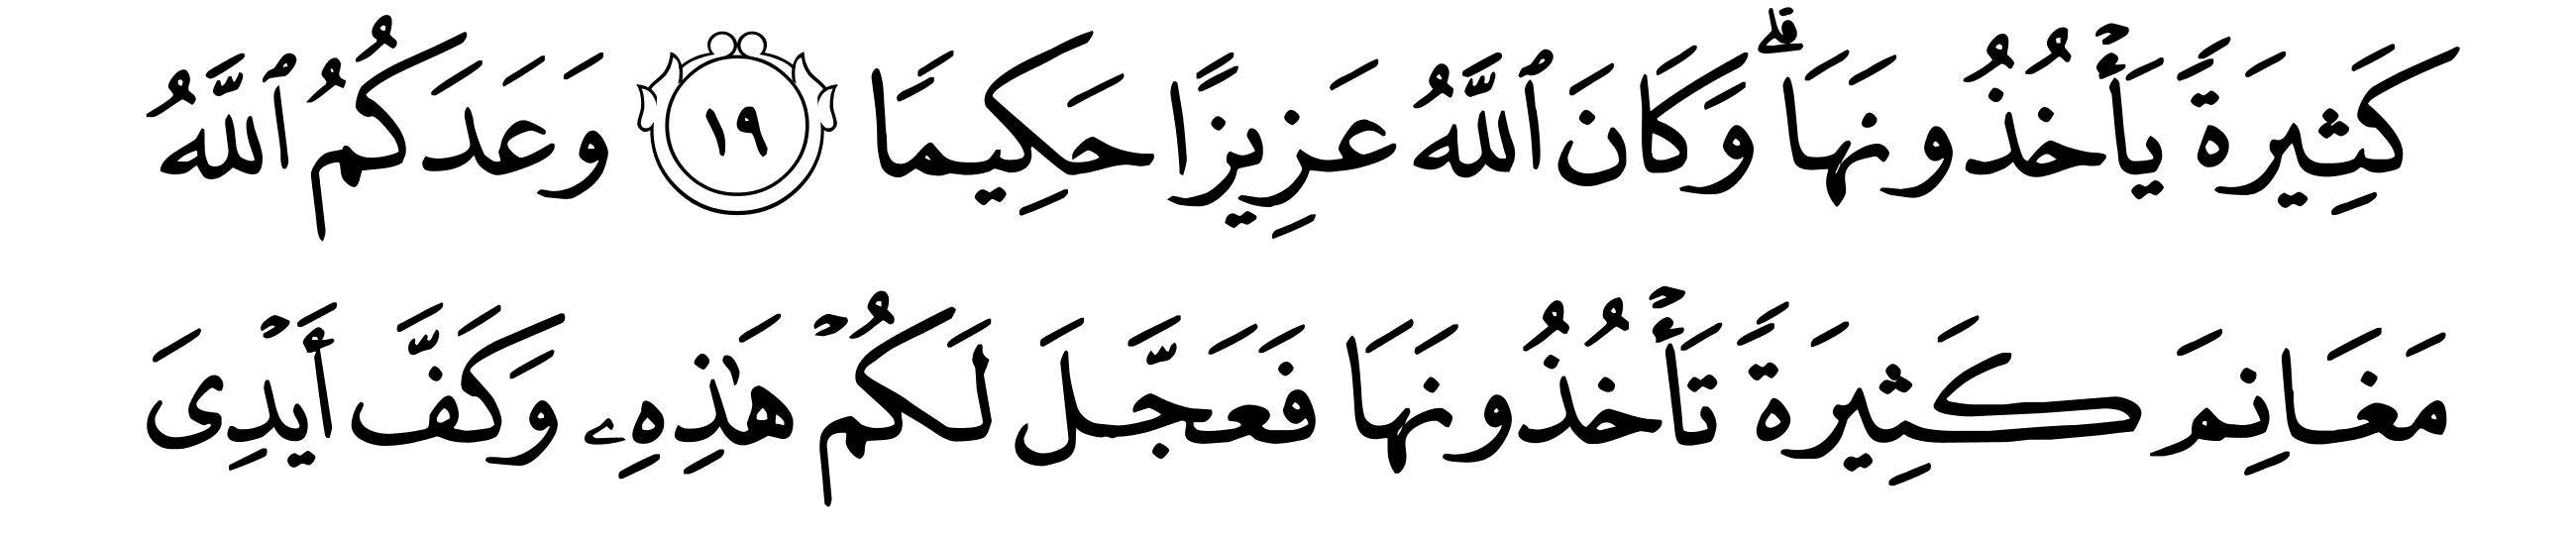 كَثِيرَةً يَأۡخُذُونَهَاۗ وَكَانَ ٱللَّهُ عَزِيزًا حَكِيمًا ١٩ وَعَدَكُمُ ٱللَّهُ
مَغَانِمَ كَثِيرَةً تَأۡخُذُونَهَا فَعَجَّلَ لَكُمۡ هَٰذِهِۦ وَكَفَّ أَيۡدِيَ